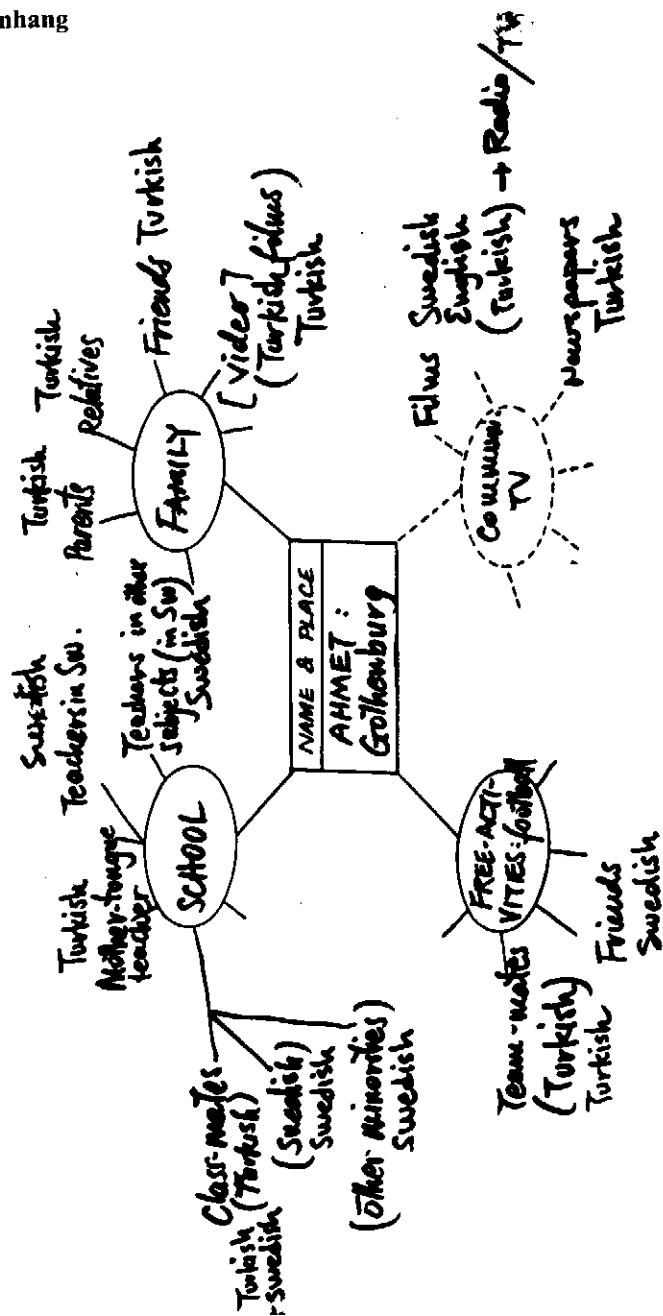 nhang
Turkish
Parents
Turkish
Relatives
Friends Turkish
[Video]
(Turkish films)
Turkish
FAMILY
Swedish
Teachers in Sw.
Teachers in other
subjects (in Sw)
Swedish
Turkish
Mother-tongue
teacher
SCHOOL
Class-mates
(Turkish)
Turkish
+ Swedish
(Swedish)
Swedish
(Other minorities)
Swedish
NAME & PLACE
AHMET:
Gothenburg
Films
Swedish
English
(Turkish) → Radio/TV
Commun:
TV
Newspapers
Turkish
FREE-ACTI-
VITIES: football
Team-mates
(Turkish)
Turkish
Friends
Swedish